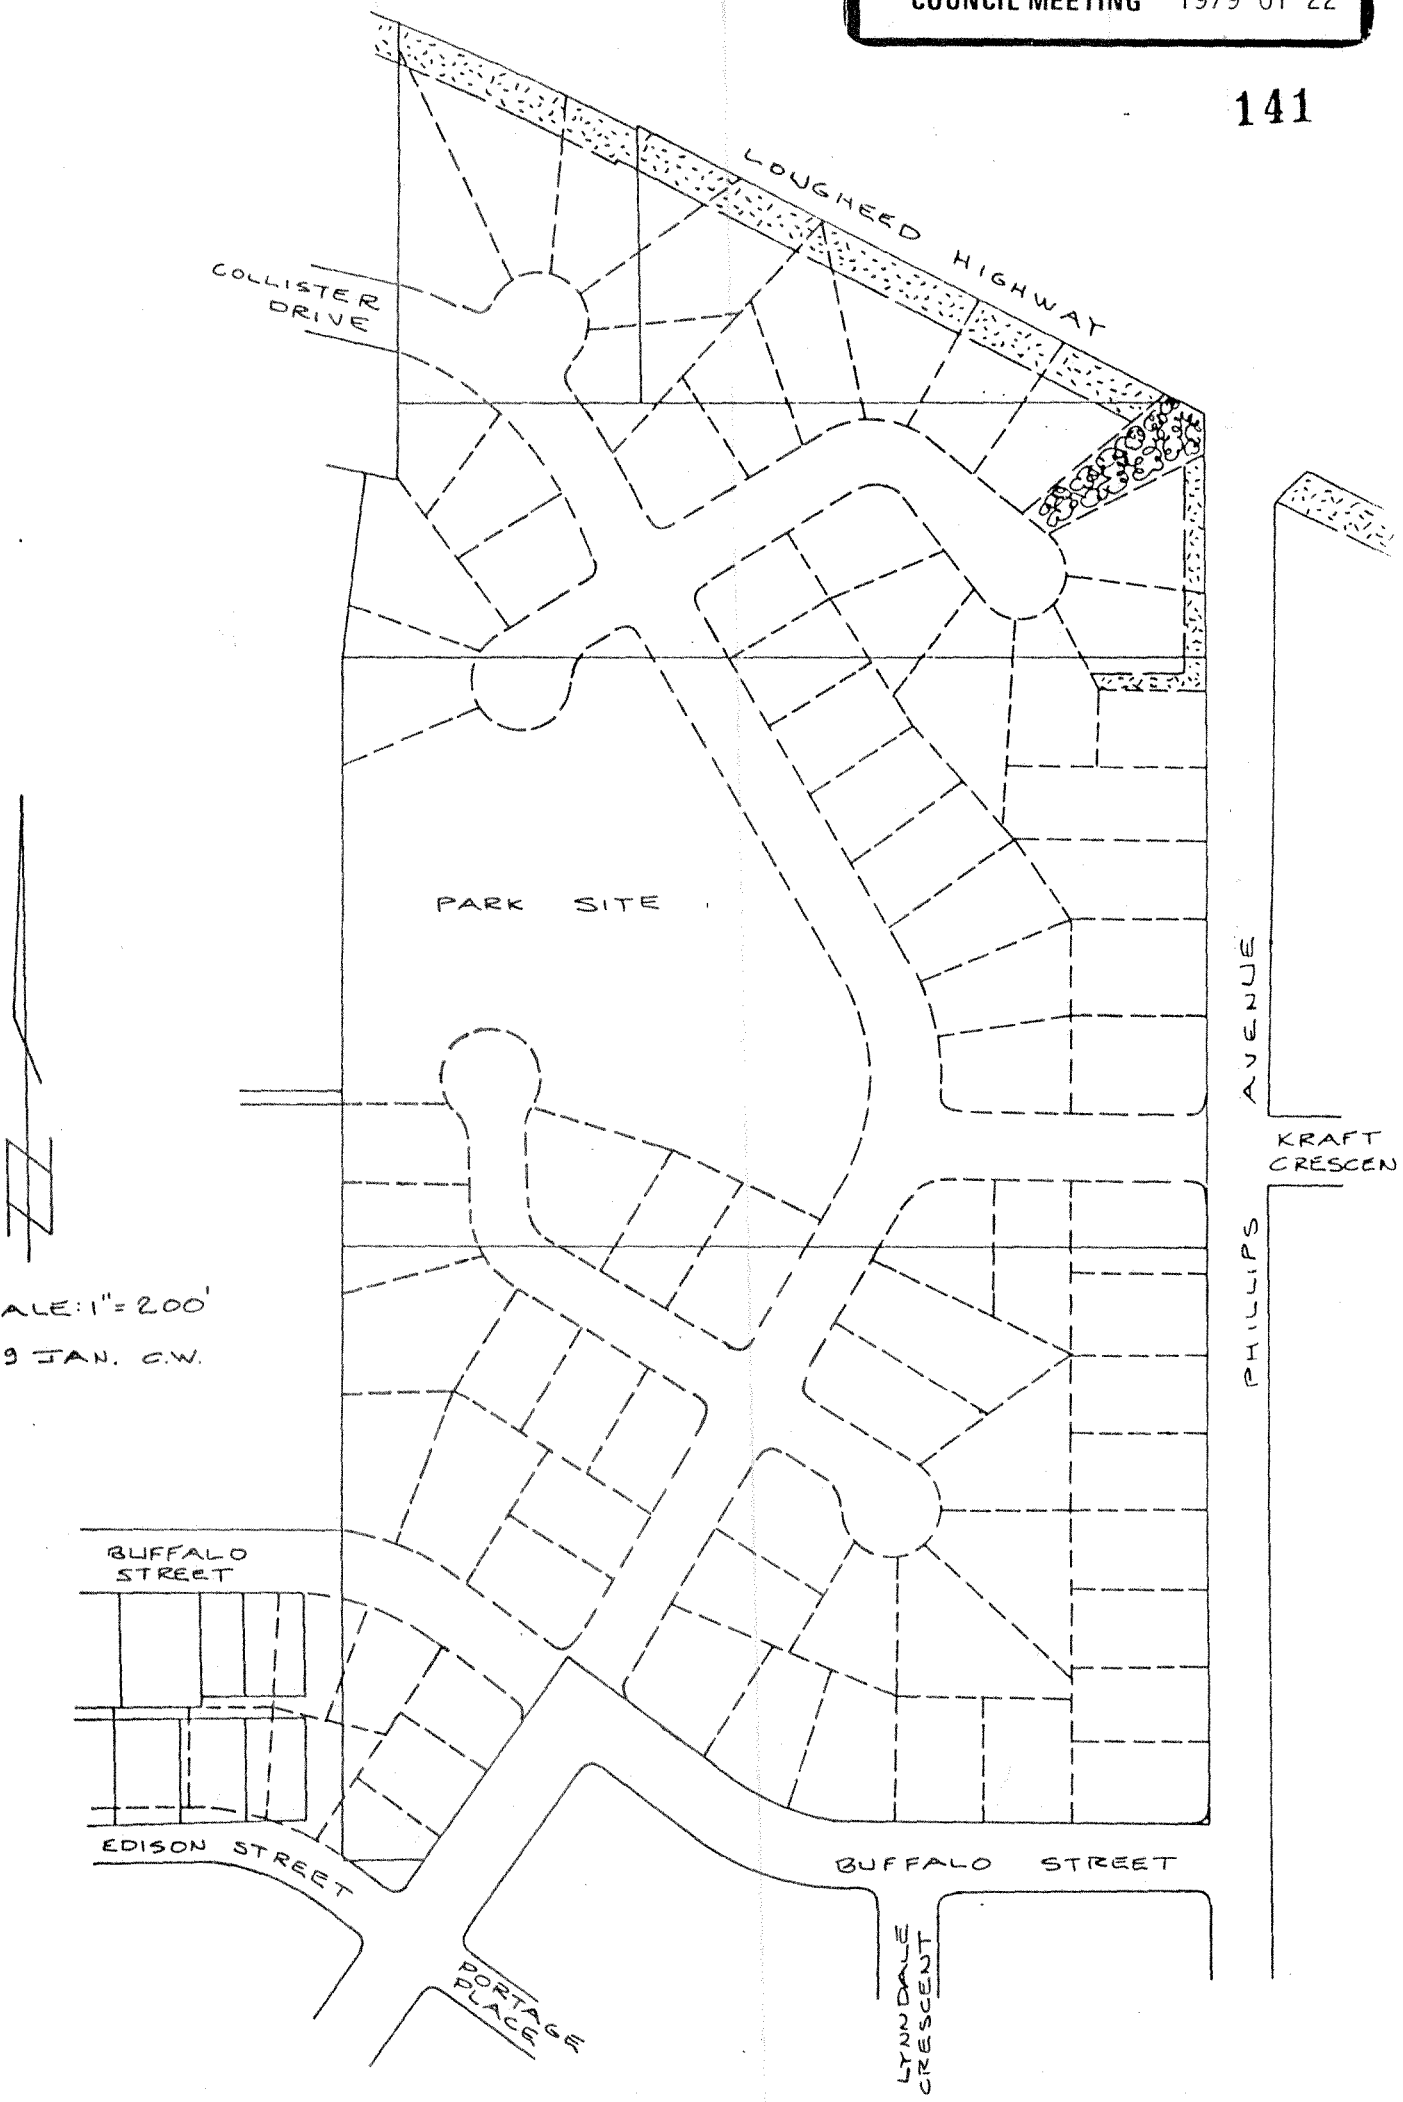 COUNCIL MEETING 1979 01 22
141
LOUGHEED HIGHWAY
COLLISTER
DRIVE
PARK SITE
PHILLIPS AVENUE
KRAFT
CRESCEN
ALE: 1" = 200'
9 JAN. C.W.
BUFFALO
STREET
EDISON STREET
BUFFALO STREET
PORTAGE
PLACE
LYNNDALE
CRESCENT